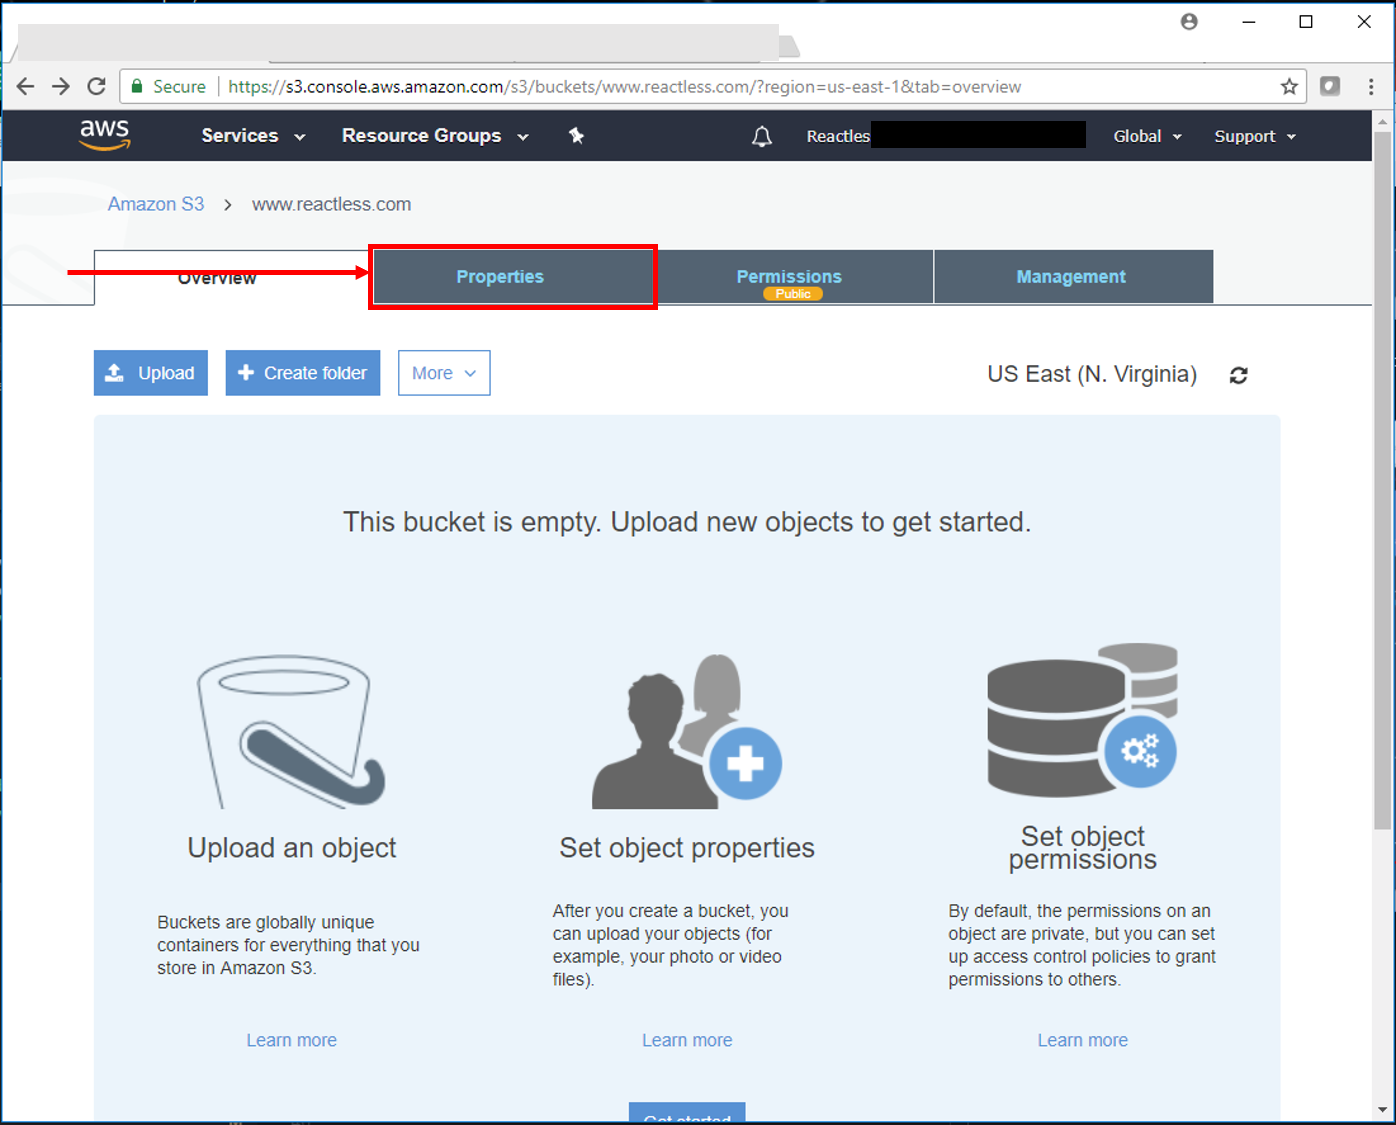 Secure https://s3.console.aws.amazon.com/s3/buckets/www.reactless.com/?region=us-east-1&tab=overview
aws Services Resource Groups Reactles Global Support
Amazon S3 > www.reactless.com
Overview Properties Permissions Management
Public
Upload Create folder More US East (N. Virginia)
This bucket is empty. Upload new objects to get started.
Upload an object
Buckets are globally unique
containers for everything that you
store in Amazon S3.
Learn more
Set object properties
After you create a bucket, you
can upload your objects (for
example, your photo or video
files).
Learn more
Set object
permissions
By default, the permissions on an
object are private, but you can set
up access control policies to grant
permissions to others.
Learn more
Get started